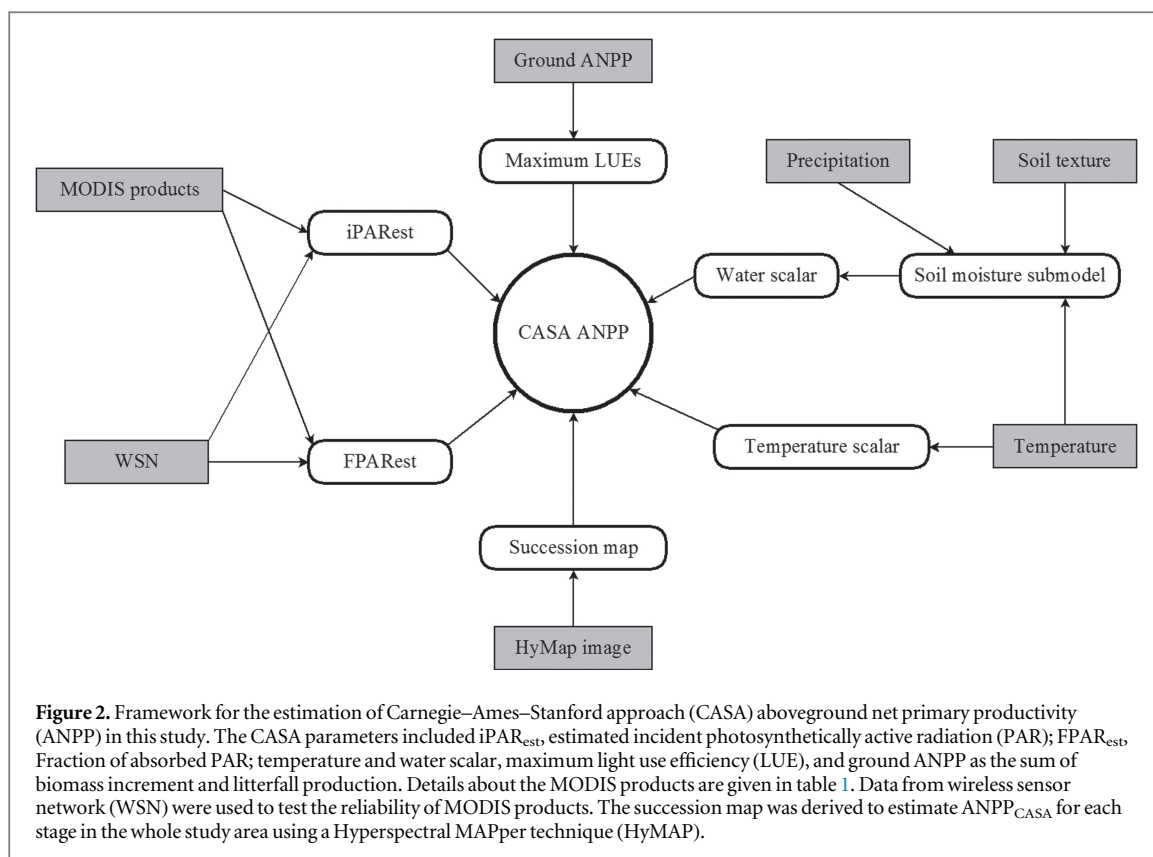 Ground ANPP
Maximum LUEs
Precipitation
Soil texture
MODIS products
iPARest
Water scalar
Soil moisture submodel
CASA ANPP
WSN
FPARest
Temperature scalar
Temperature
Succession map
HyMap image
Figure 2. Framework for the estimation of Carnegie–Ames–Stanford approach (CASA) aboveground net primary productivity
(ANPP) in this study. The CASA parameters included iPARest, estimated incident photosynthetically active radiation (PAR); FPARest,
Fraction of absorbed PAR; temperature and water scalar, maximum light use efficiency (LUE), and ground ANPP as the sum of
biomass increment and litterfall production. Details about the MODIS products are given in table 1. Data from wireless sensor
network (WSN) were used to test the reliability of MODIS products. The succession map was derived to estimate ANPPCASA for each
stage in the whole study area using a Hyperspectral MAPper technique (HyMAP).